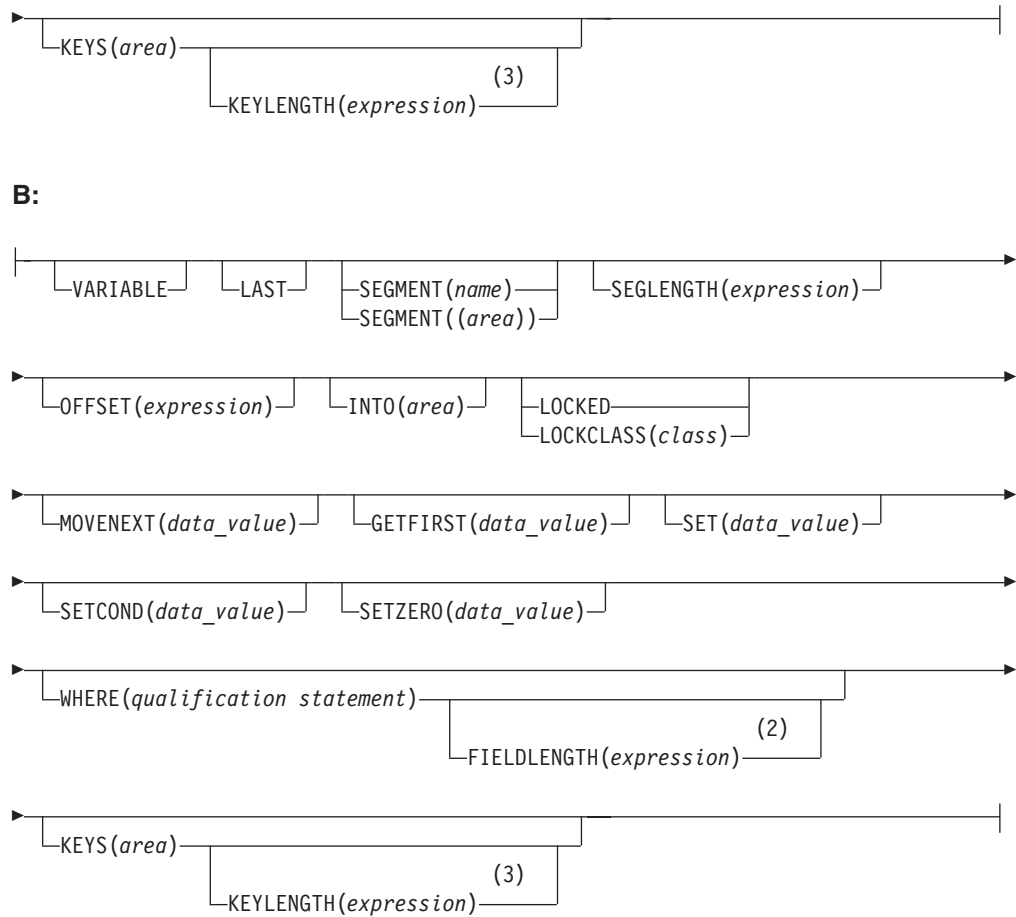 KEYS(area)
(3)
KEYLENGTH(expression)
B:
VARIABLE LAST SEGMENT(name) SEGLENGTH(expression)
SEGMENT((area))
OFFSET(expression) INTO(area) LOCKED
LOCKCLASS(class)
MOVENEXT(data_value) GETFIRST(data_value) SET(data_value)
SETCOND(data_value) SETZERO(data_value)
WHERE(qualification statement)
(2)
FIELDLENGTH(expression)
KEYS(area)
(3)
KEYLENGTH(expression)